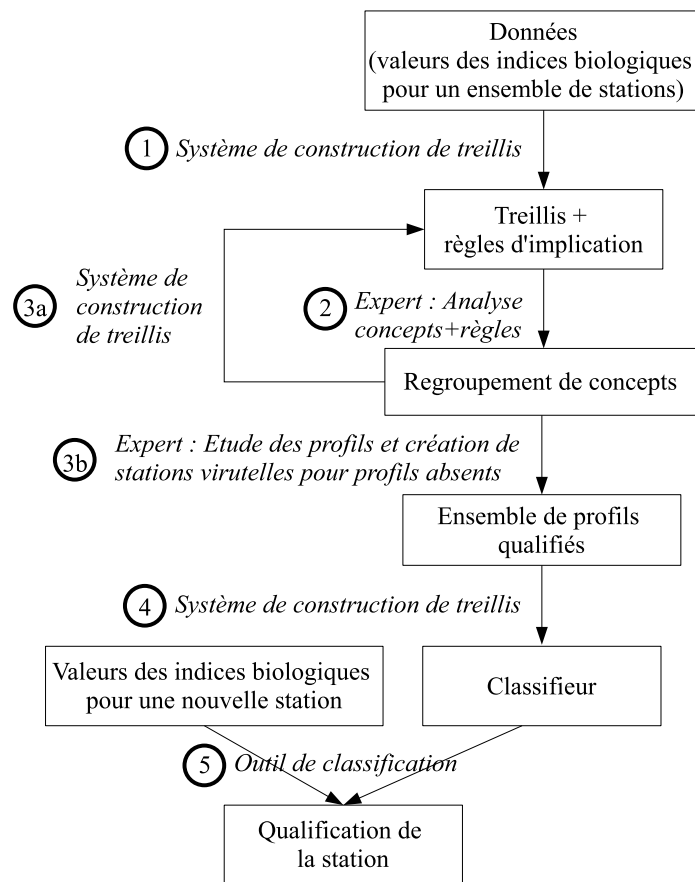 Données
(valeurs des indices biologiques
pour un ensemble de stations)
1 Système de construction de treillis
Treillis +
règles d'implication
3a
Système de
construction
de treillis
2
Expert : Analyse
concepts+règles
Regroupement de concepts
3b
Expert : Etude des profils et création de
stations virutelles pour profils absents
Ensemble de profils
qualifiés
4 Système de construction de treillis
Valeurs des indices biologiques
pour une nouvelle station
Classifieur
5 Outil de classification
Qualification de
la station